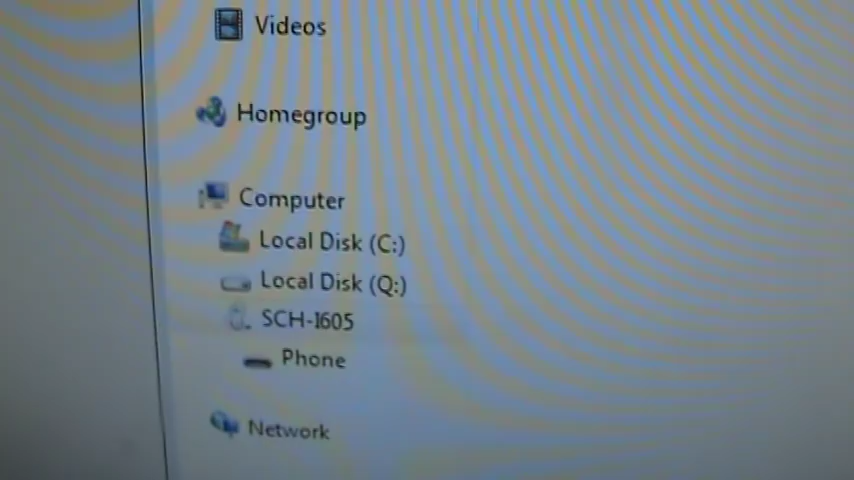 Videos
Homegroup
Computer
Local Disk (C:)
Local Disk (Q:)
SCH-I605
Phone
Network